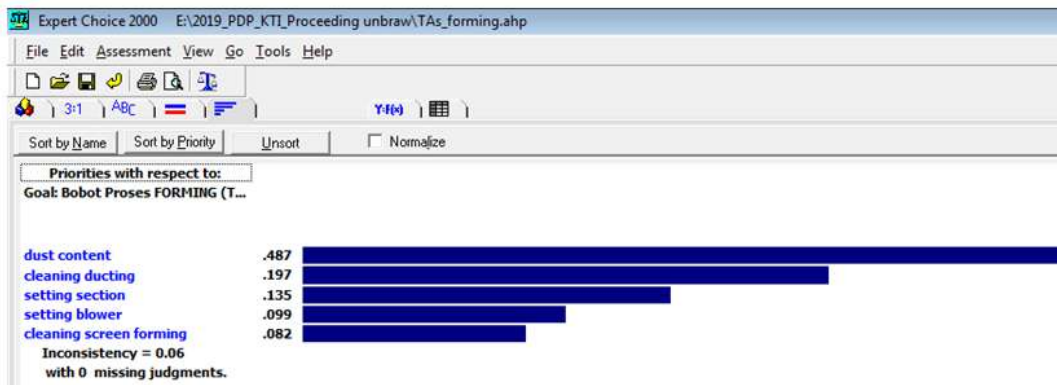 Expert Choice 2000 E:\2019_PDP_KTI_Proceeding unbraw\TAs_forming.ahp
File Edit Assessment View Go Tools Help
3:1 ABC Y:F(x)
Sort by Name Sort by Priority Unsort Normalize
Priorities with respect to:
Goal: Bobot Proses FORMING (T...
dust content .487
cleaning ducting .197
setting section .135
setting blower .099
cleaning screen forming .082
Inconsistency = 0.06
with 0 missing judgments.